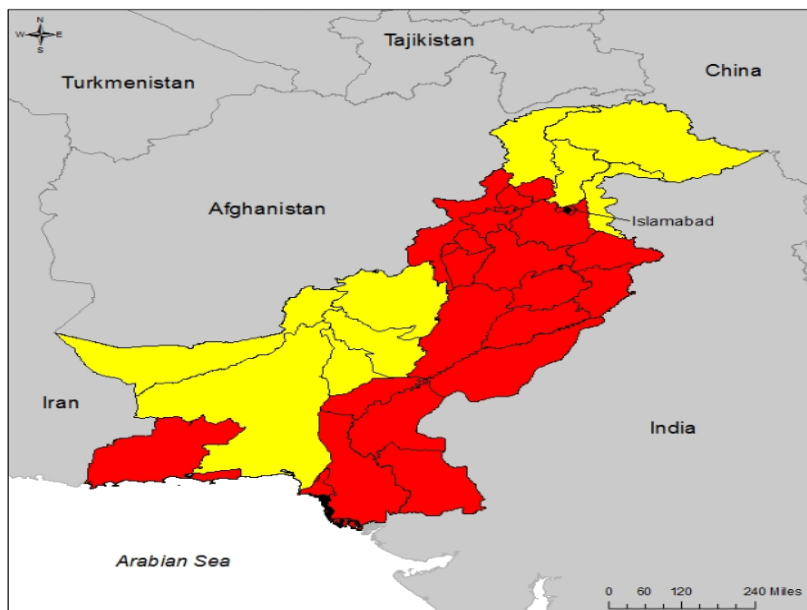 N
W E
S
Tajikistan
China
Turkmenistan
Afghanistan
Islamabad
Iran
India
Arabian Sea
0 60 120 240 Miles